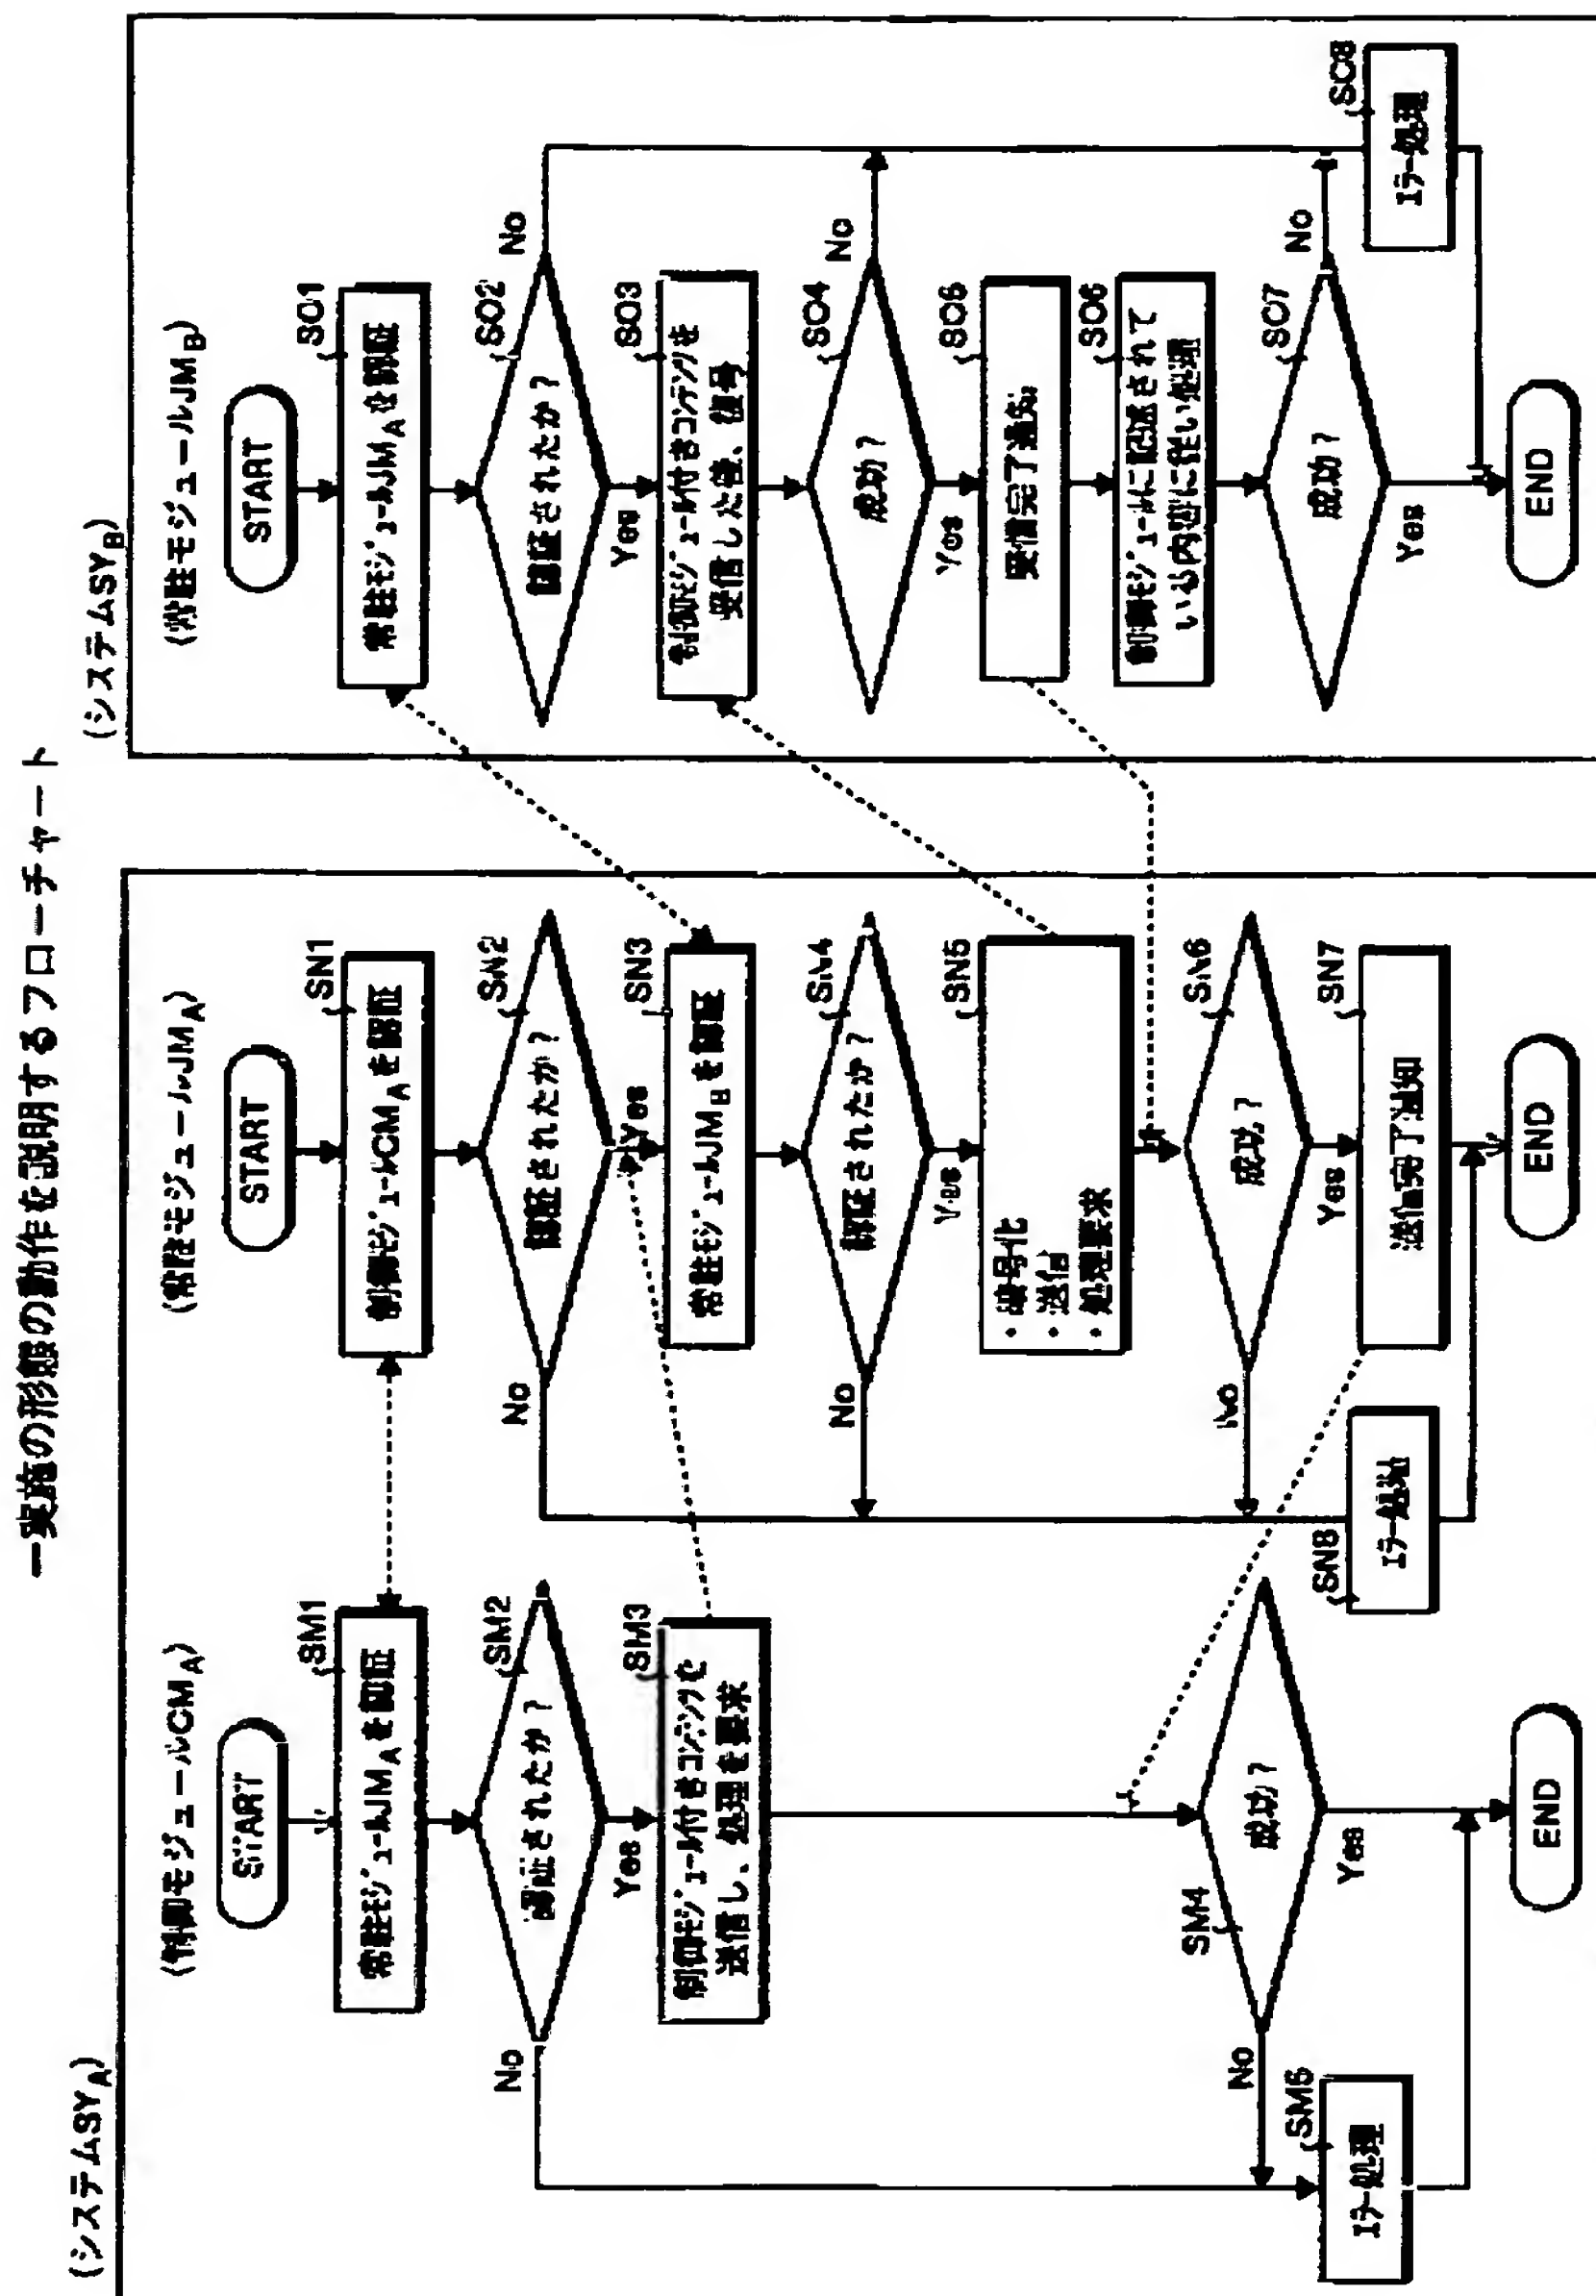 一実施の形態の動作を説明するフローチャート
(システムSYA)
(制御モジュールCMA)
START
SM1
常駐モジュールJMAを認証
SM2
認証されたか?
No
Yes
SM3
制御モジュール付きコンテンツを
送信し、処理を要求
SM4
成功?
No
Yes
SM5
エラー処理
END
(常駐モジュールJMA)
START
SN1
制御モジュールCMAを認証
SN2
認証されたか?
No
Yes
SN3
常駐モジュールJMBを認証
SN4
認証されたか?
No
Yes
SN5
・暗号化
・送信
・処理要求
SN6
成功?
No
Yes
SN7
送信完了通知
SN8
エラー処理
END
(システムSYB)
(常駐モジュールJMB)
START
SO1
常駐モジュールJMAを認証
SO2
認証されたか?
No
Yes
SO3
制御モジュール付きコンテンツを
受信した後、復号
SO4
成功?
No
Yes
SO5
受信完了通知
SO6
制御モジュールに記述されて
いる内容に従い処理
SO7
成功?
No
Yes
SO8
エラー処理
END